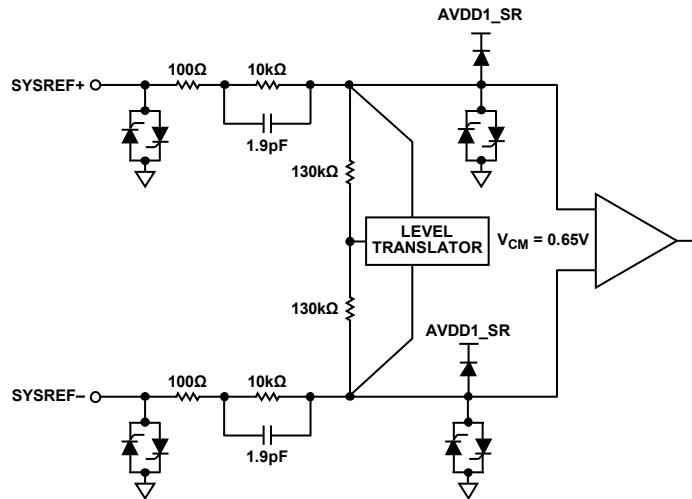 AVDD1_SR
SYSREF+
100Ω
10kΩ
1.9pF
130kΩ
LEVEL
TRANSLATOR
VCM = 0.65V
130kΩ
AVDD1_SR
SYSREF–
100Ω
10kΩ
1.9pF